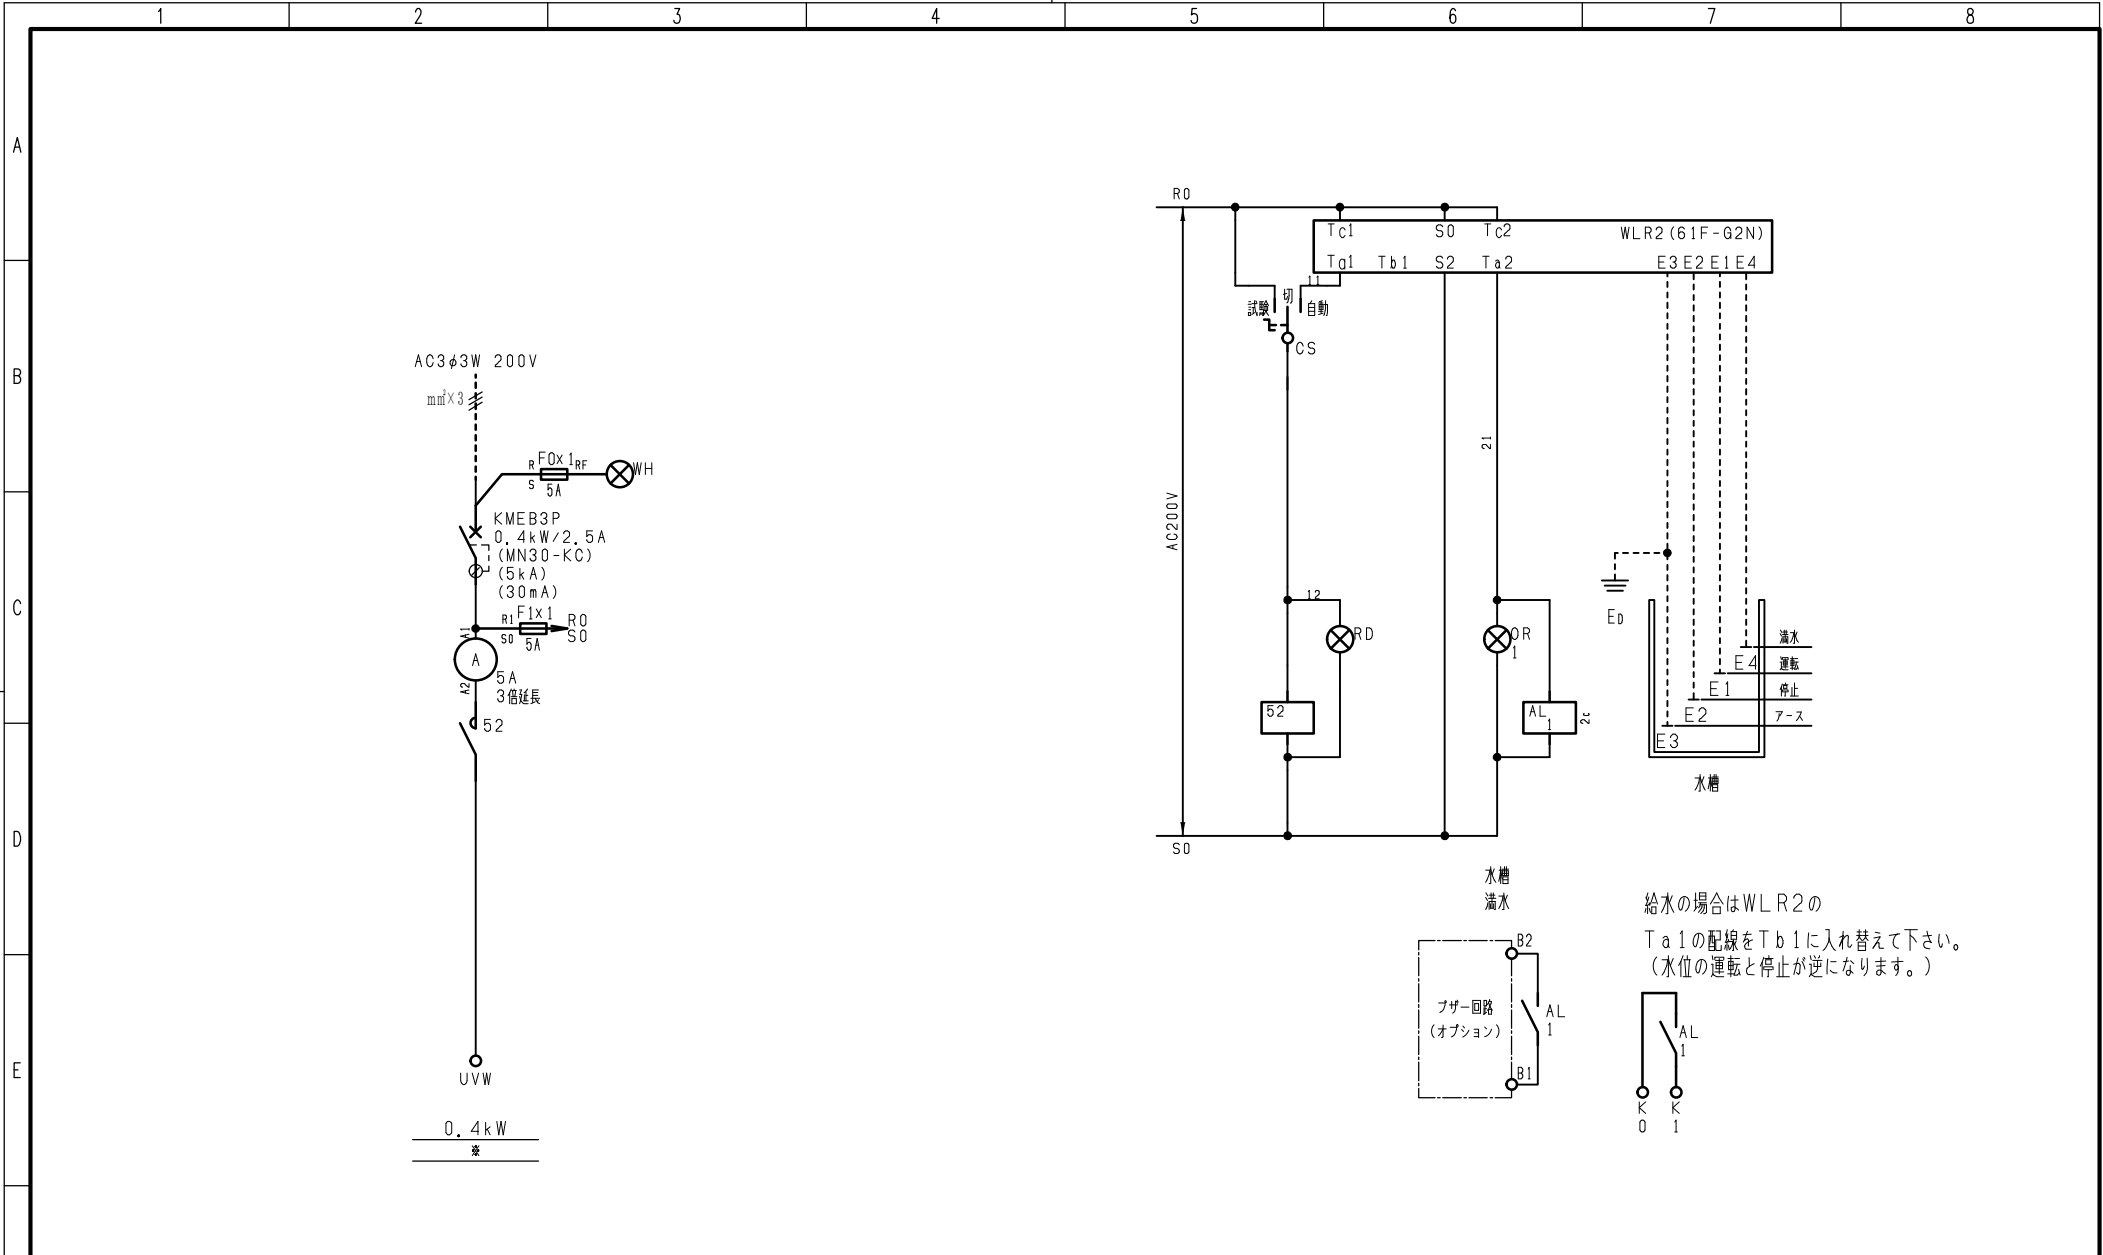 1 2 3 4 5 6 7 8
A
B
C
D
E
AC3φ3W 200V
mm²×3
R F0×1 RF WH
S 5A
KMEB3P
0.4kW/2.5A
(MN30-KC)
(5kA)
(30mA)
R1 F1×1 R0
S0 5A S0
A1
A
A2
5A
3倍延長
52
UVW
0.4kW
※
R0
Tc1 S0 Tc2 WLR2(61F-G2N)
Ta1 Tb1 S2 Ta2 E3 E2 E1 E4
11
試験 切 自動
CS
21
AC200V
12
RD
OR
1
52
AL
1
2c
ED
満水
E4 運転
E1 停止
E2 アース
E3
水槽
S0
水槽
満水
給水の場合はWLR2の
Ta1の配線をTb1に入れ替えて下さい。
(水位の運転と停止が逆になります。)
B2
ブザー回路
(オプション)
AL
1
B1
AL
1
K
0
K
1